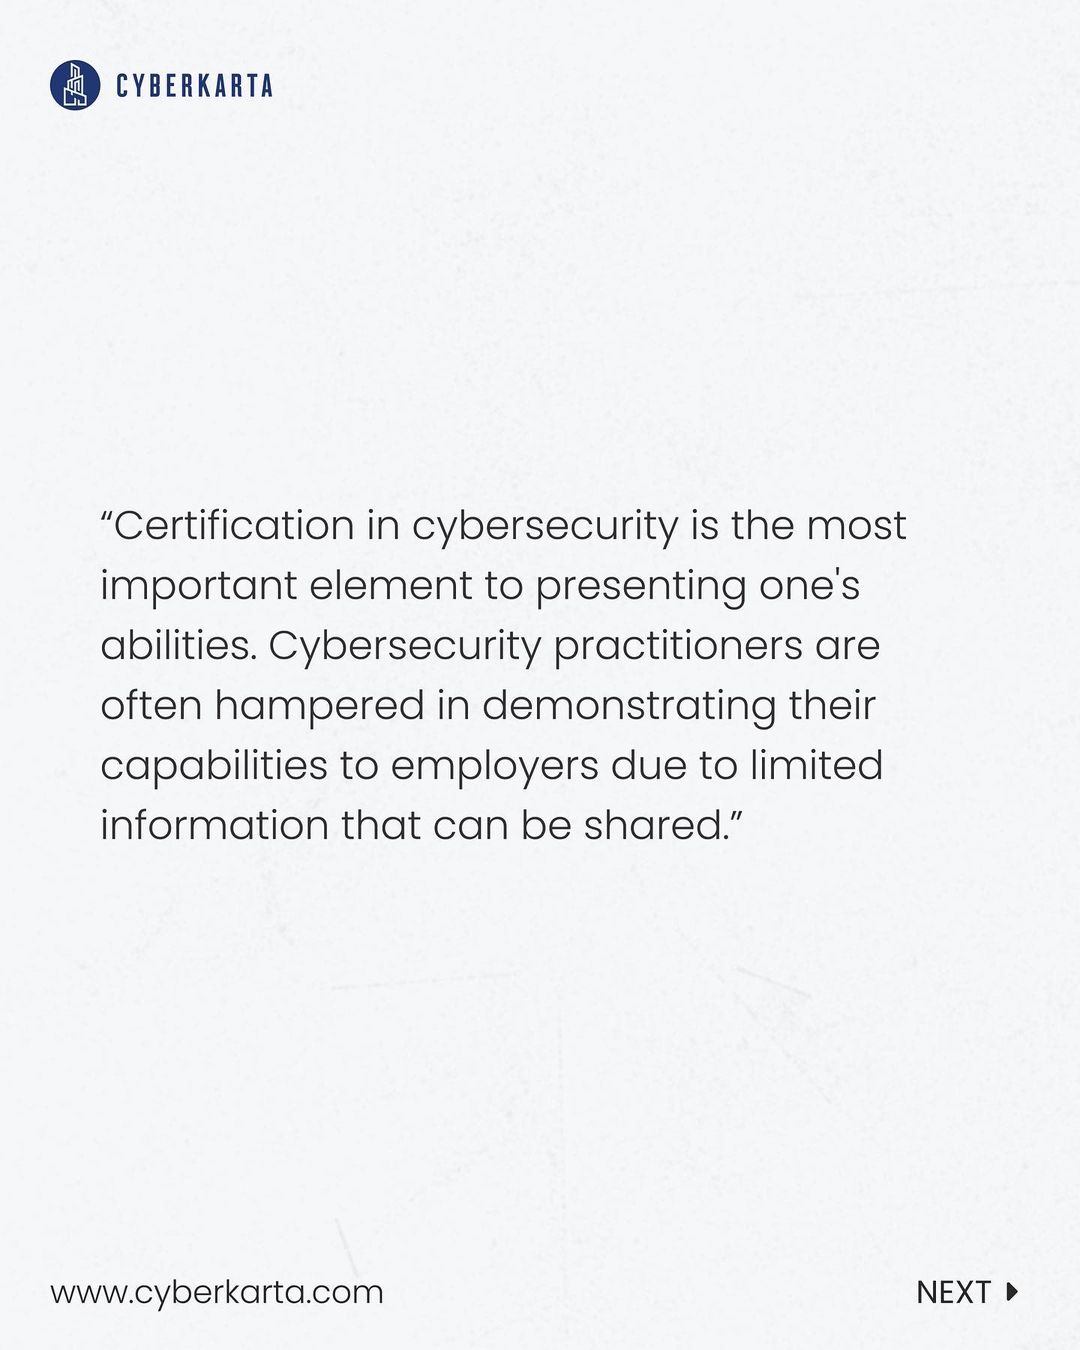 CYBERKARTA
“Certification in cybersecurity is the most
important element to presenting one's
abilities. Cybersecurity practitioners are
often hampered in demonstrating their
capabilities to employers due to limited
information that can be shared.”
www.cyberkarta.com
NEXT